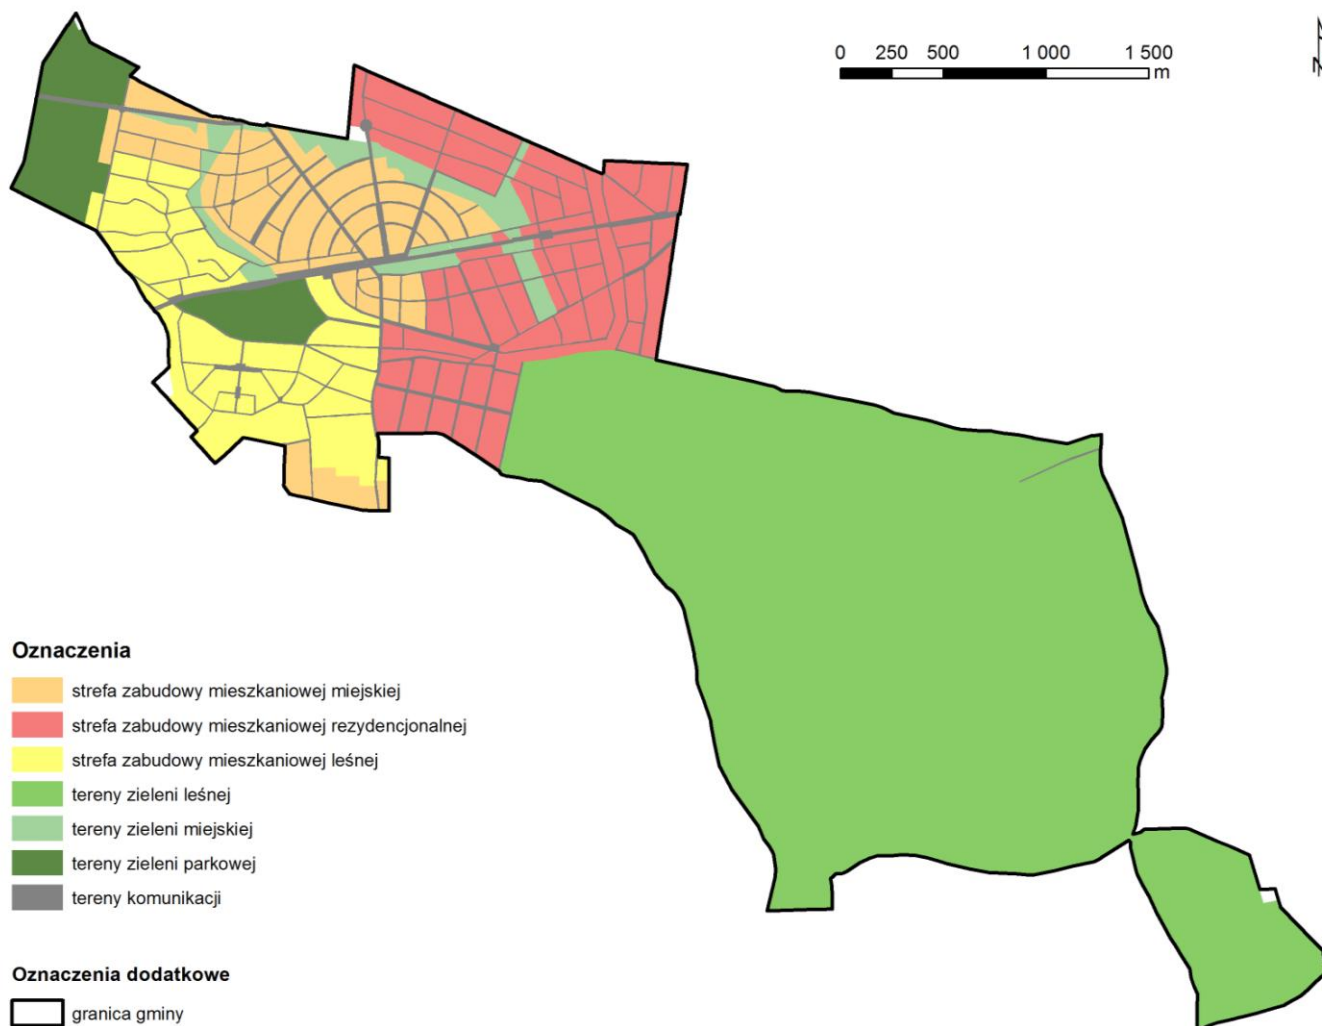 0 250 500 1 000 1 500
m
N
Oznaczenia
strefa zabudowy mieszkaniowej miejskiej
strefa zabudowy mieszkaniowej rezydencjonalnej
strefa zabudowy mieszkaniowej leśnej
tereny zieleni leśnej
tereny zieleni miejskiej
tereny zieleni parkowej
tereny komunikacji
Oznaczenia dodatkowe
granica gminy